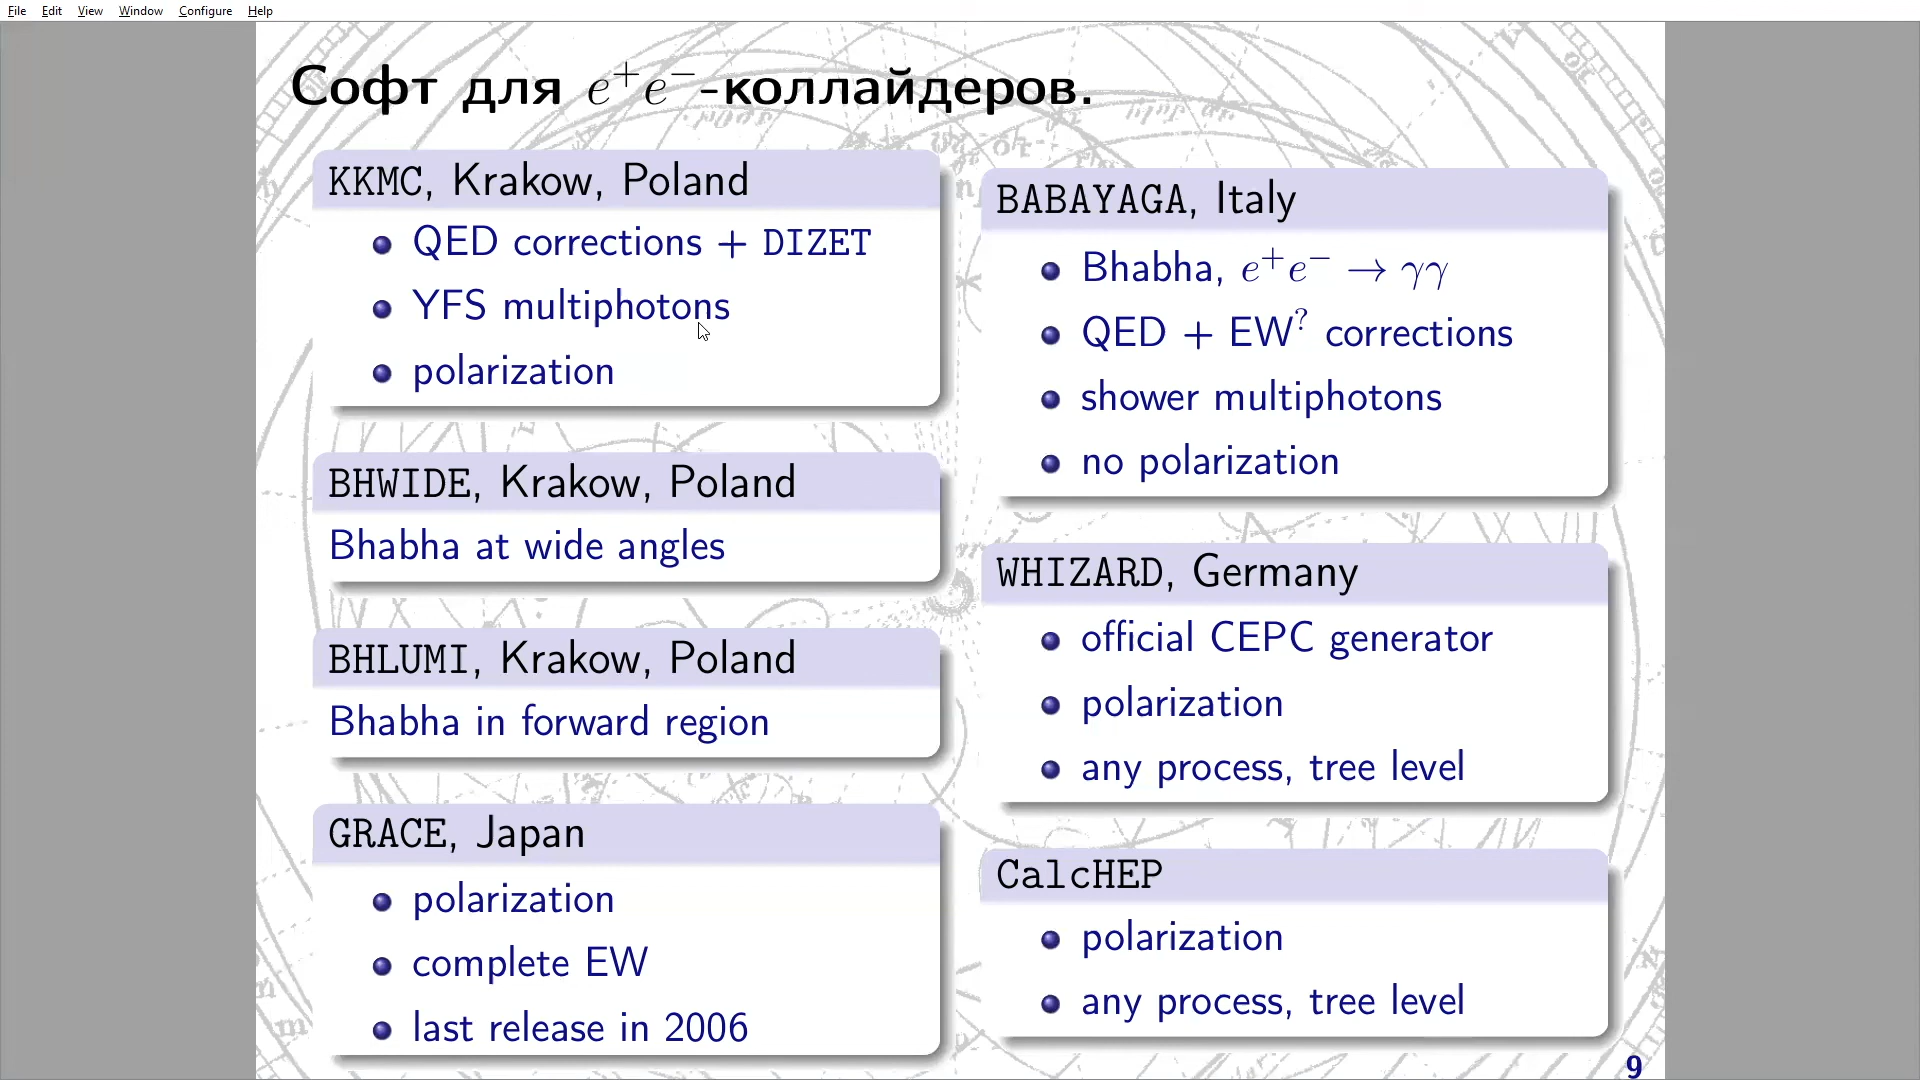 File Edit View Window Configure Help
Софт для e⁺e⁻-коллайдеров.
KKMC, Krakow, Poland
QED corrections + DIZET
YFS multiphotons
polarization
BHWIDE, Krakow, Poland
Bhabha at wide angles
BHLUMI, Krakow, Poland
Bhabha in forward region
GRACE, Japan
polarization
complete EW
last release in 2006
BABAYAGA, Italy
Bhabha, e⁺e⁻ → γγ
QED + EW? corrections
shower multiphotons
no polarization
WHIZARD, Germany
official CEPC generator
polarization
any process, tree level
CalcHEP
polarization
any process, tree level
9